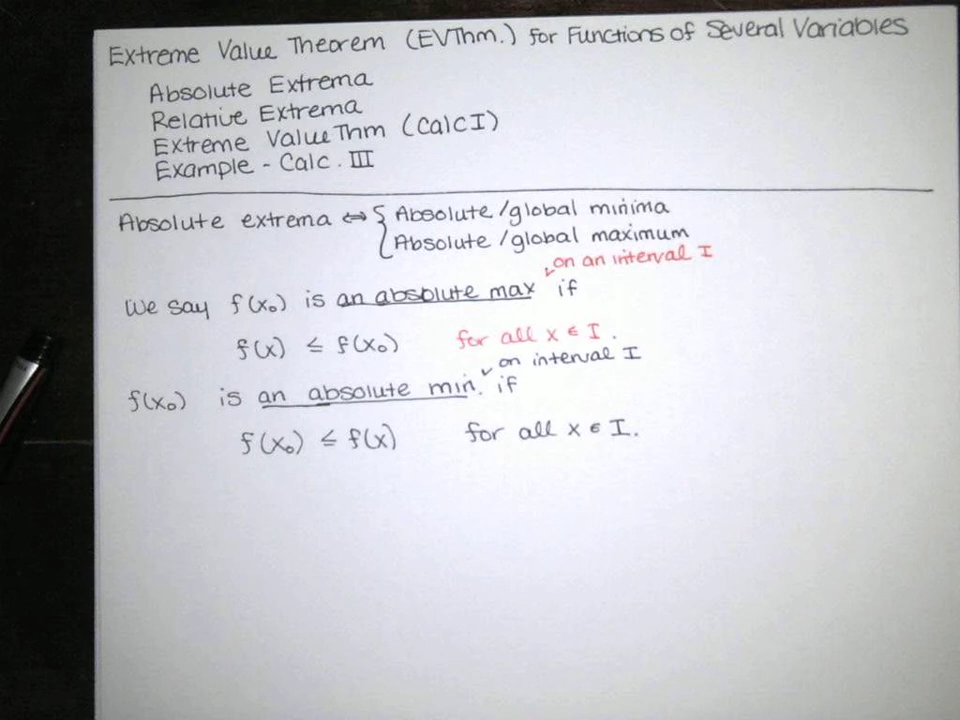 Extreme Value Theorem (EVThm.) for Functions of Several Variables
Absolute Extrema
Relative Extrema
Extreme Value Thm (Calc I)
Example - Calc. III
Absolute extrema ⇔ { Absolute/global minima
Absolute/global maximum
on an interval I
We say f(x₀) is an absolute max if
f(x) ≤ f(x₀) for all x ∈ I.
on interval I
f(x₀) is an absolute min. if
f(x₀) ≤ f(x) for all x ∈ I.